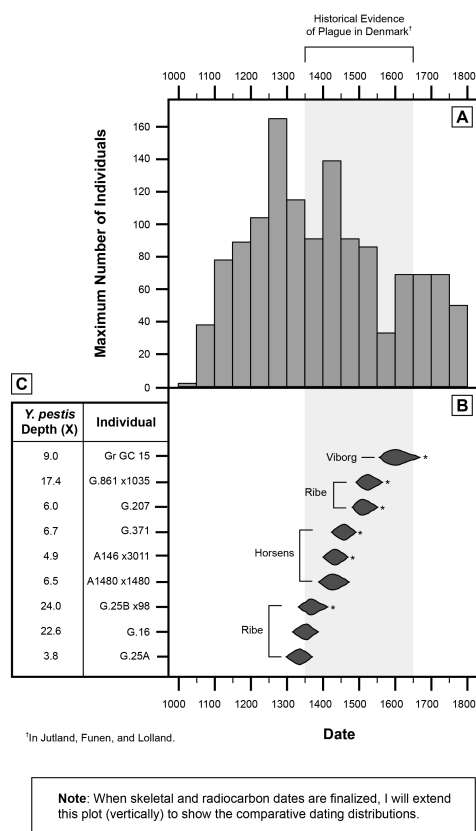 Historical Evidence
of Plague in Denmark†
1000 1100 1200 1300 1400 1500 1600 1700 1800
A
Maximum Number of Individuals
160
140
120
100
80
60
40
20
0
C
B
Y. pestis
Depth (X)
Individual
9.0 Gr GC 15 Viborg *
17.4 G.861 x1035 *
Ribe
6.0 G.207 *
6.7 G.371 *
Horsens
4.9 A146 x3011 *
6.5 A1480 x1480
24.0 G.25B x98 *
22.6 G.16 Ribe
3.8 G.25A
1000 1100 1200 1300 1400 1500 1600 1700 1800
Date
†In Jutland, Funen, and Lolland.
Note: When skeletal and radiocarbon dates are finalized, I will extend
this plot (vertically) to show the comparative dating distributions.